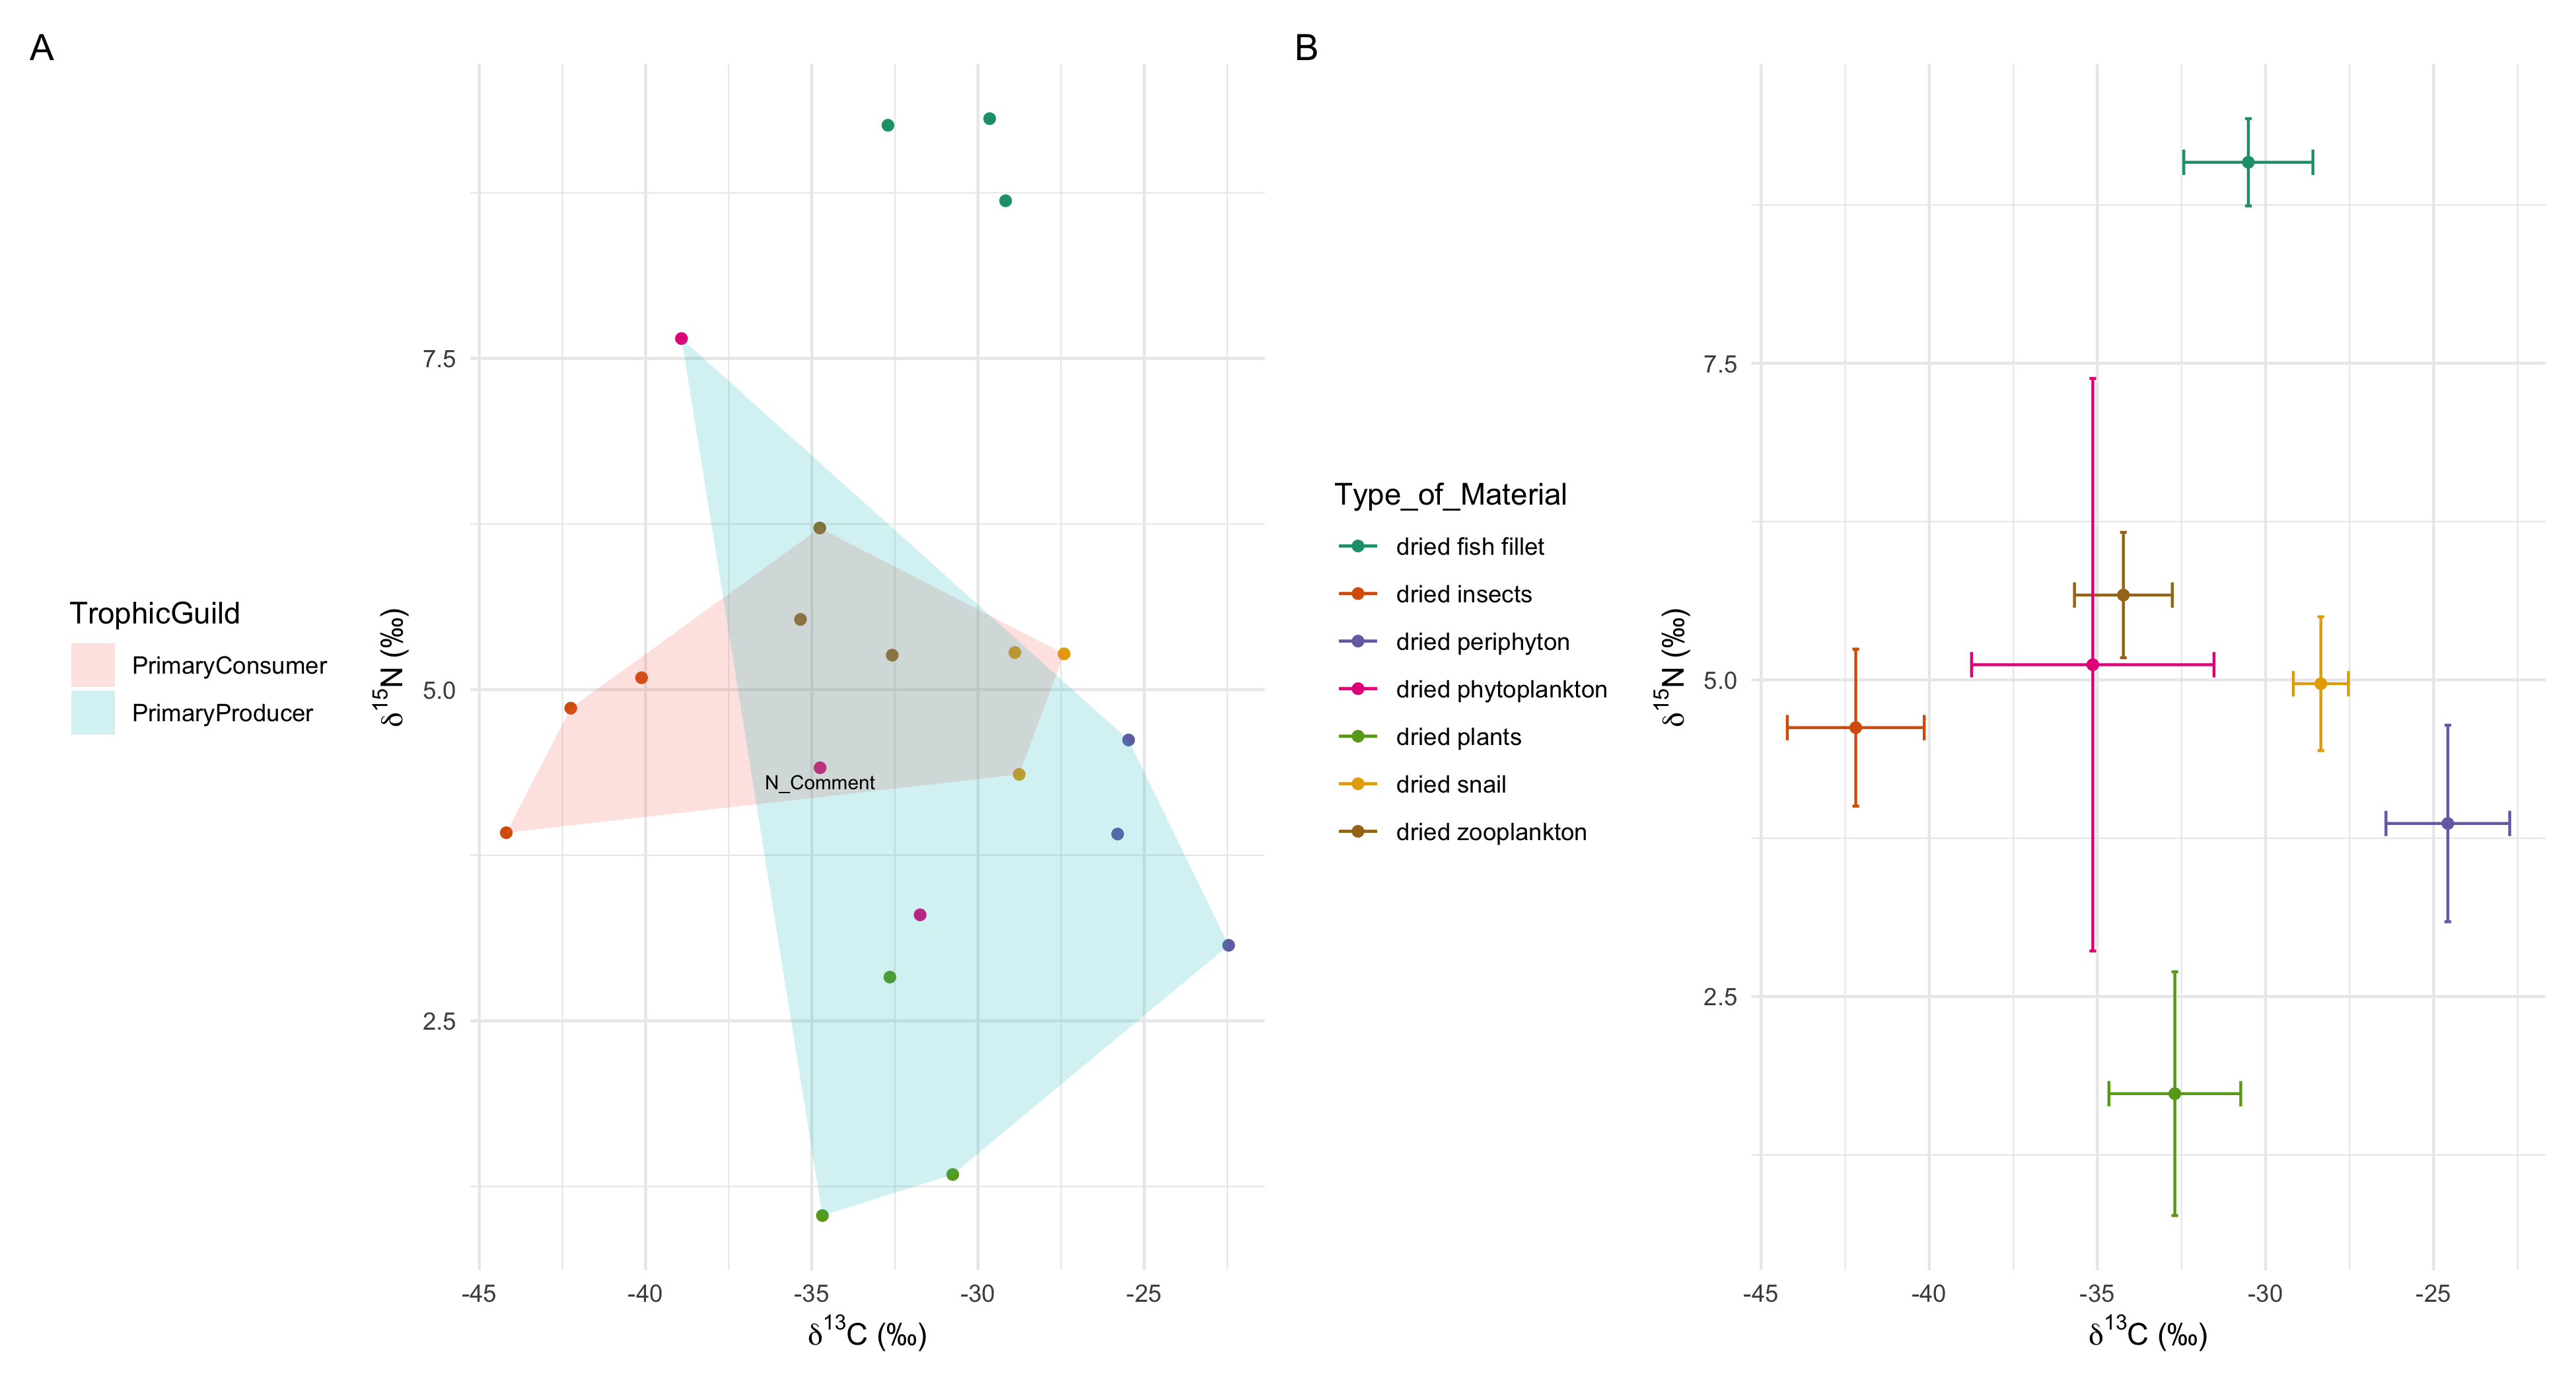 A
TrophicGuild
PrimaryConsumer
PrimaryProducer
δ15N (‰)
7.5
5.0
2.5
N_Comment
-45 -40 -35 -30 -25
δ13C (‰)
B
Type_of_Material
dried fish fillet
dried insects
dried periphyton
dried phytoplankton
dried plants
dried snail
dried zooplankton
δ15N (‰)
7.5
5.0
2.5
-45 -40 -35 -30 -25
δ13C (‰)